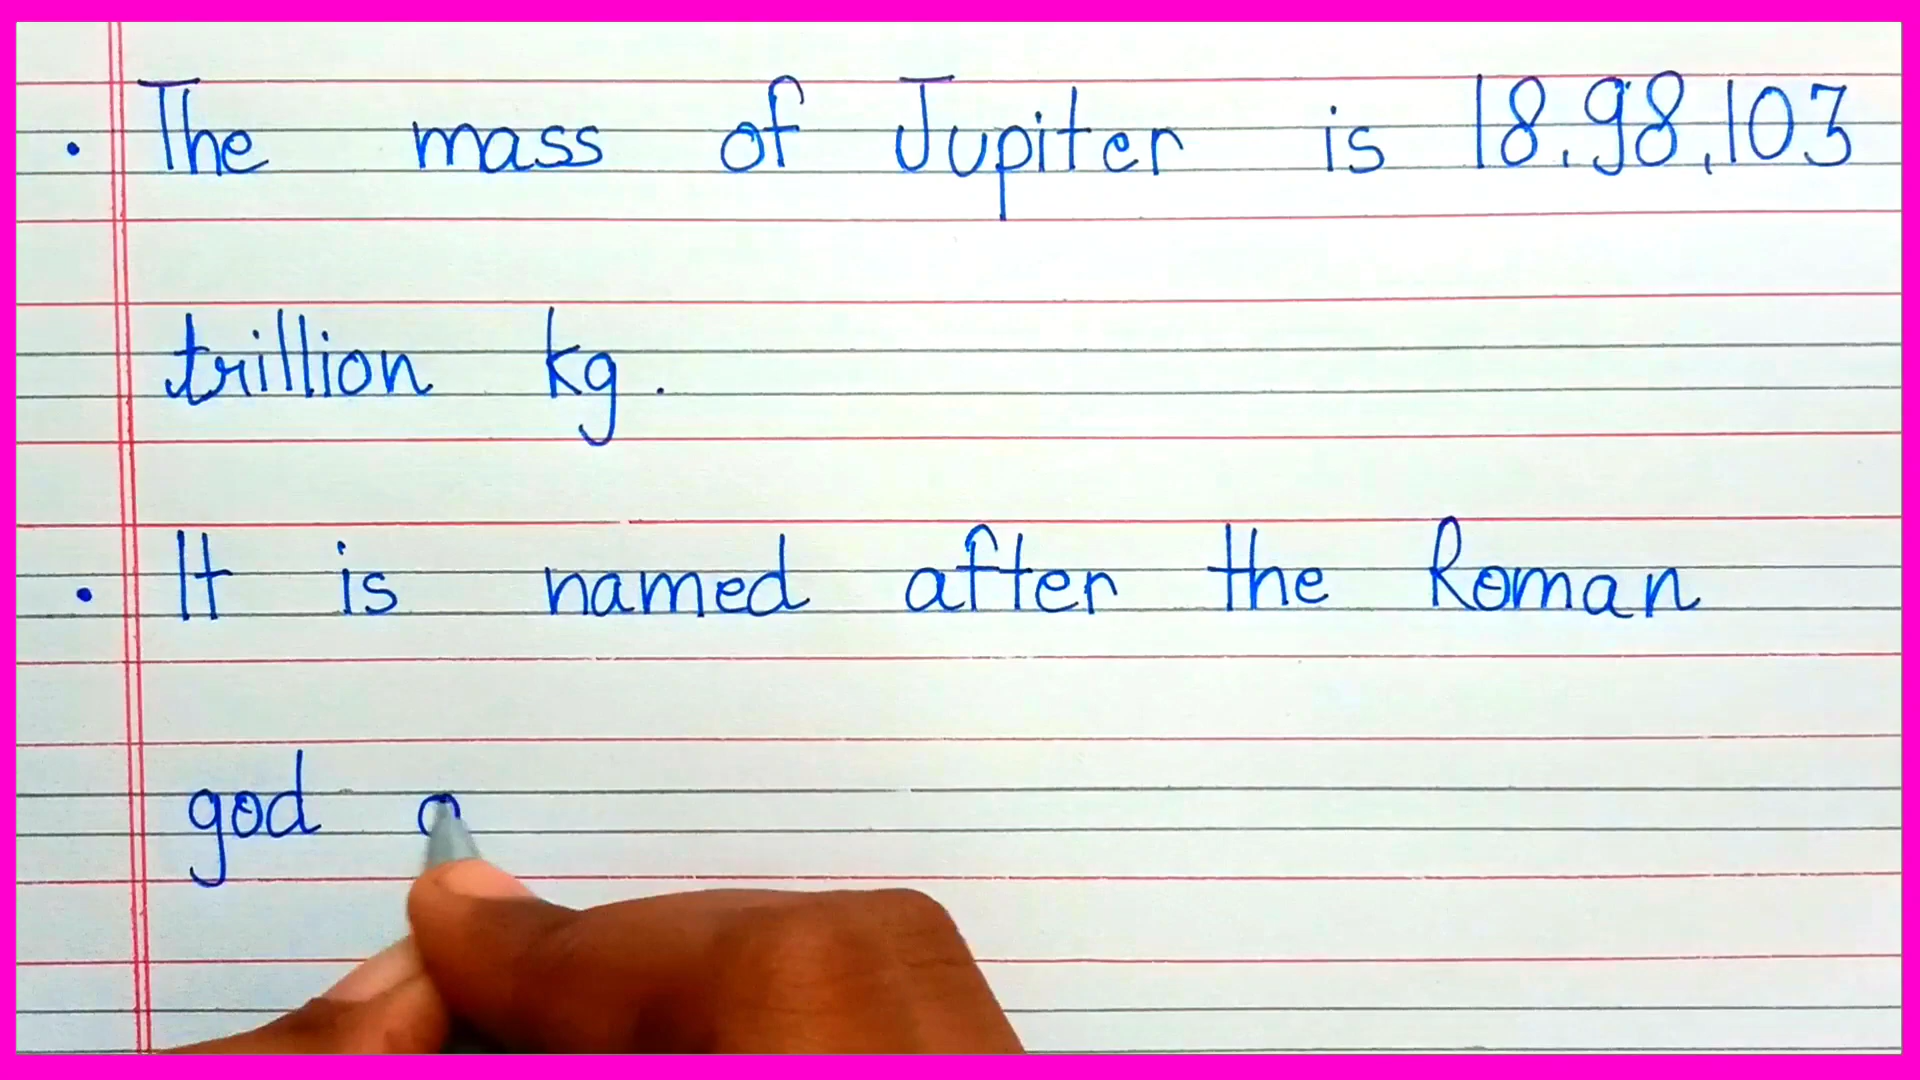 • The mass of Jupiter is 18,98,103
trillion kg.
• It is named after the Roman
god o